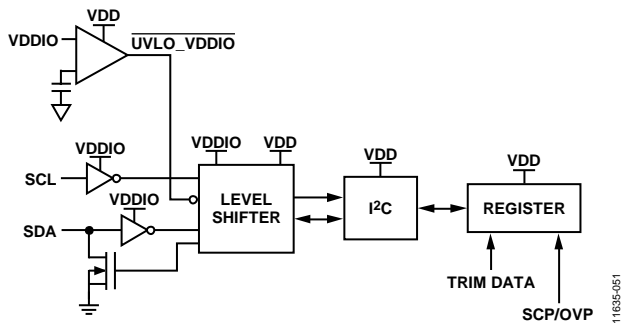 VDD
VDDIO
UVLO_VDDIO
VDDIO
VDDIO
VDD
SCL
LEVEL
SHIFTER
VDD
I²C
VDD
REGISTER
VDDIO
SDA
TRIM DATA
SCP/OVP
11635-051